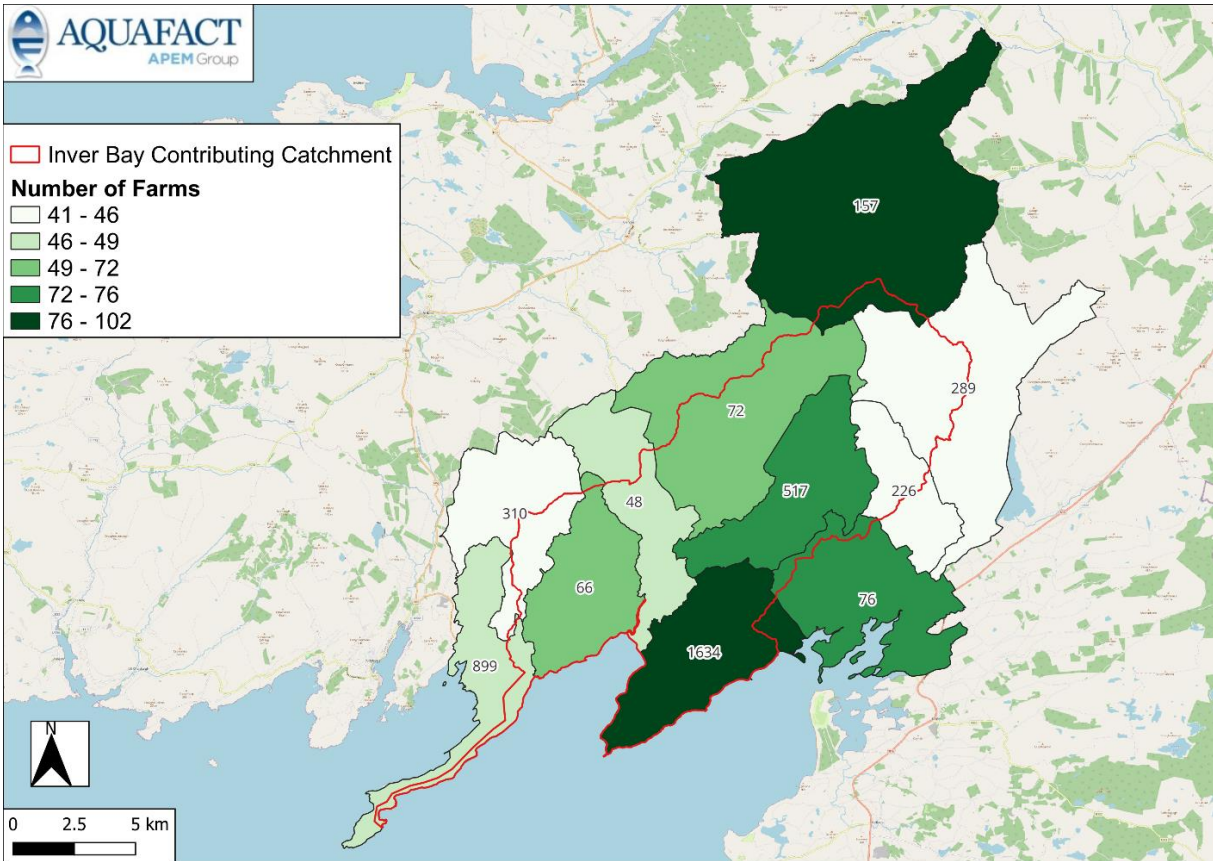 AQUAFACT
APEM Group
Inver Bay Contributing Catchment
Number of Farms
41 - 46
46 - 49
49 - 72
72 - 76
76 - 102
157
289
72
517
226
310
48
66
76
1634
899
N
0 2.5 5 km